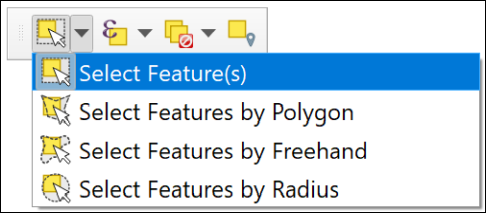 Select Feature(s)
Select Features by Polygon
Select Features by Freehand
Select Features by Radius